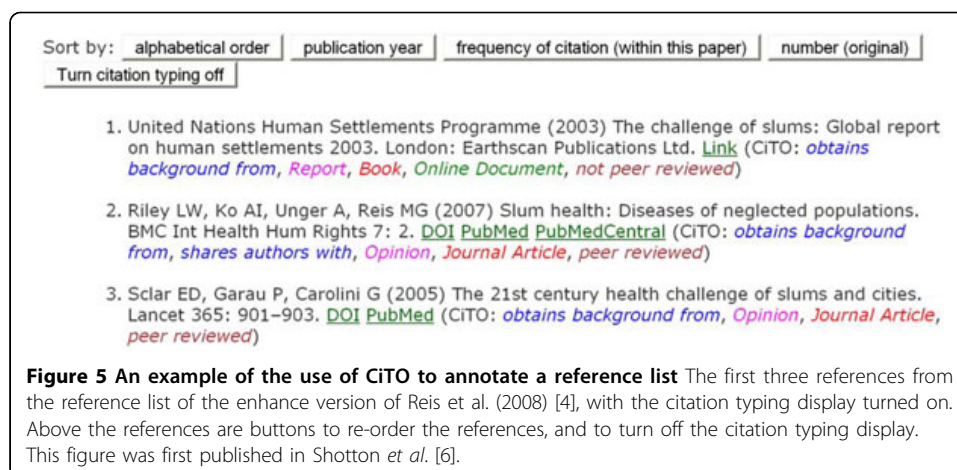 Sort by: alphabetical order publication year frequency of citation (within this paper) number (original)
Turn citation typing off
1. United Nations Human Settlements Programme (2003) The challenge of slums: Global report
on human settlements 2003. London: Earthscan Publications Ltd. Link (CiTO: obtains
background from, Report, Book, Online Document, not peer reviewed)
2. Riley LW, Ko AI, Unger A, Reis MG (2007) Slum health: Diseases of neglected populations.
BMC Int Health Hum Rights 7: 2. DOI PubMed PubMedCentral (CiTO: obtains background
from, shares authors with, Opinion, Journal Article, peer reviewed)
3. Sclar ED, Garau P, Carolini G (2005) The 21st century health challenge of slums and cities.
Lancet 365: 901–903. DOI PubMed (CiTO: obtains background from, Opinion, Journal Article,
peer reviewed)
Figure 5 An example of the use of CiTO to annotate a reference list The first three references from
the reference list of the enhance version of Reis et al. (2008) [4], with the citation typing display turned on.
Above the references are buttons to re-order the references, and to turn off the citation typing display.
This figure was first published in Shotton et al. [6].